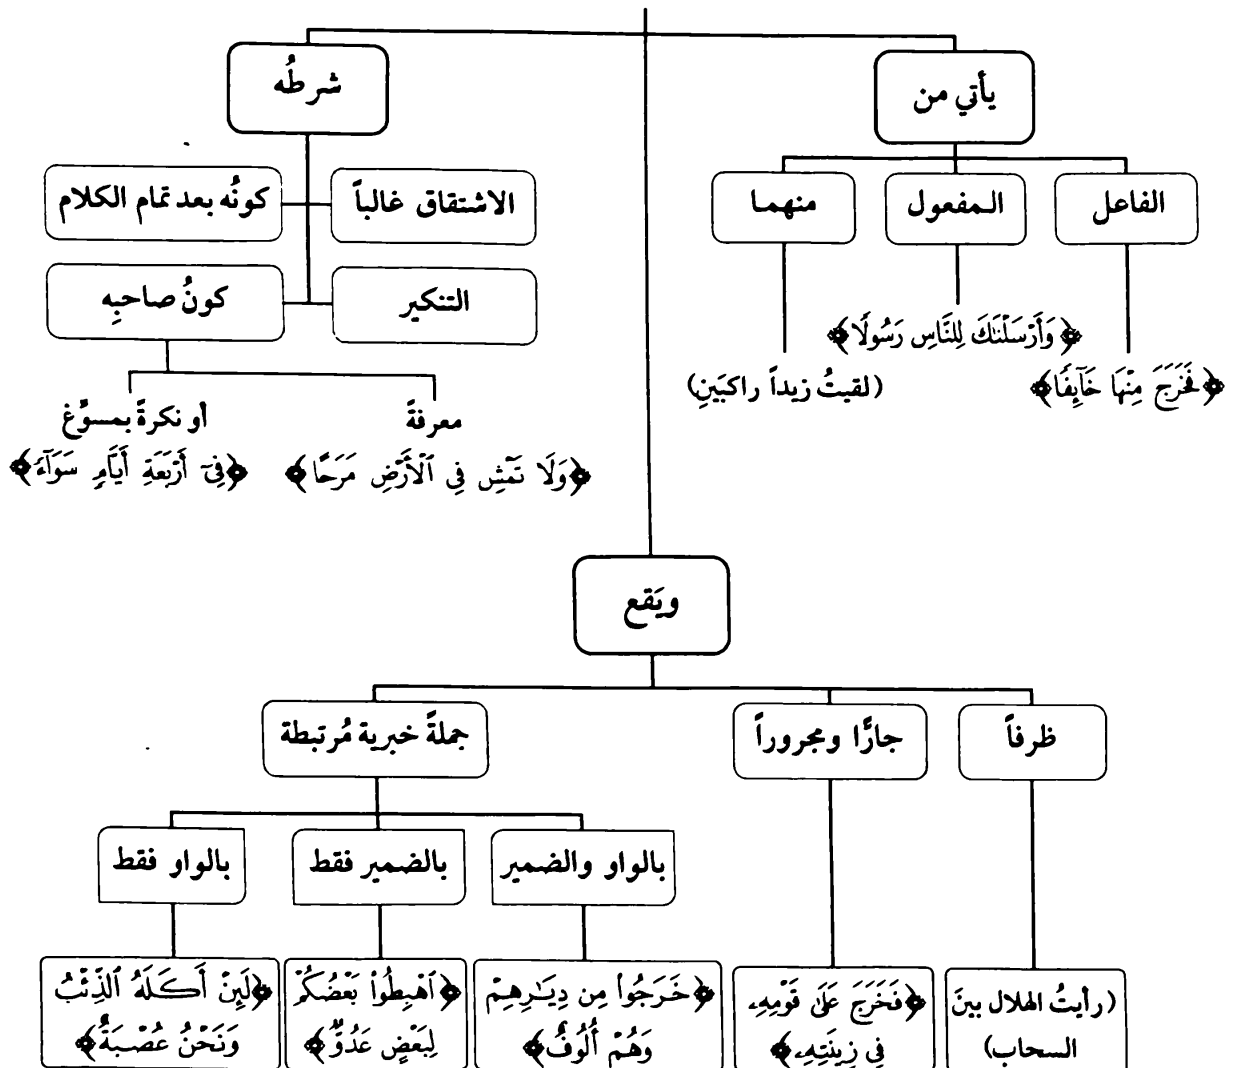 يأتي من
الفاعل
﴿فَخَرَجَ مِنْهَا خَآئِفًا﴾
المفعول
﴿وَأَرْسَلْنَٰكَ لِلنَّاسِ رَسُولًا﴾
منهما
(لقيتُ زيداً راكبَينِ)
شرطُه
الاشتقاق غالباً
كونُه بعد تمام الكلام
التنكير
كونُ صاحبِه
معرفةً
﴿وَلَا تَمْشِ فِي ٱلْأَرْضِ مَرَحًا﴾
أو نكرةً بمسوِّغ
﴿فِىٓ أَرْبَعَةِ أَيَّامٍ سَوَآءً﴾
ويَقع
ظرفاً
(رأيتُ الهلال بينَ
السحاب)
جارًّا ومجروراً
﴿فَخَرَجَ عَلَىٰ قَوْمِهِۦ
فِي زِينَتِهِۦ﴾
جملةً خبرية مُرتبطة
بالواو والضمير
﴿خَرَجُوا۟ مِن دِيَٰرِهِمْ
وَهُمْ أُلُوفٌ﴾
بالضمير فقط
﴿ٱهْبِطُوا۟ بَعْضُكُمْ
لِبَعْضٍ عَدُوٌّ﴾
بالواو فقط
﴿لَئِنْ أَكَلَهُ ٱلذِّئْبُ
وَنَحْنُ عُصْبَةٌ﴾